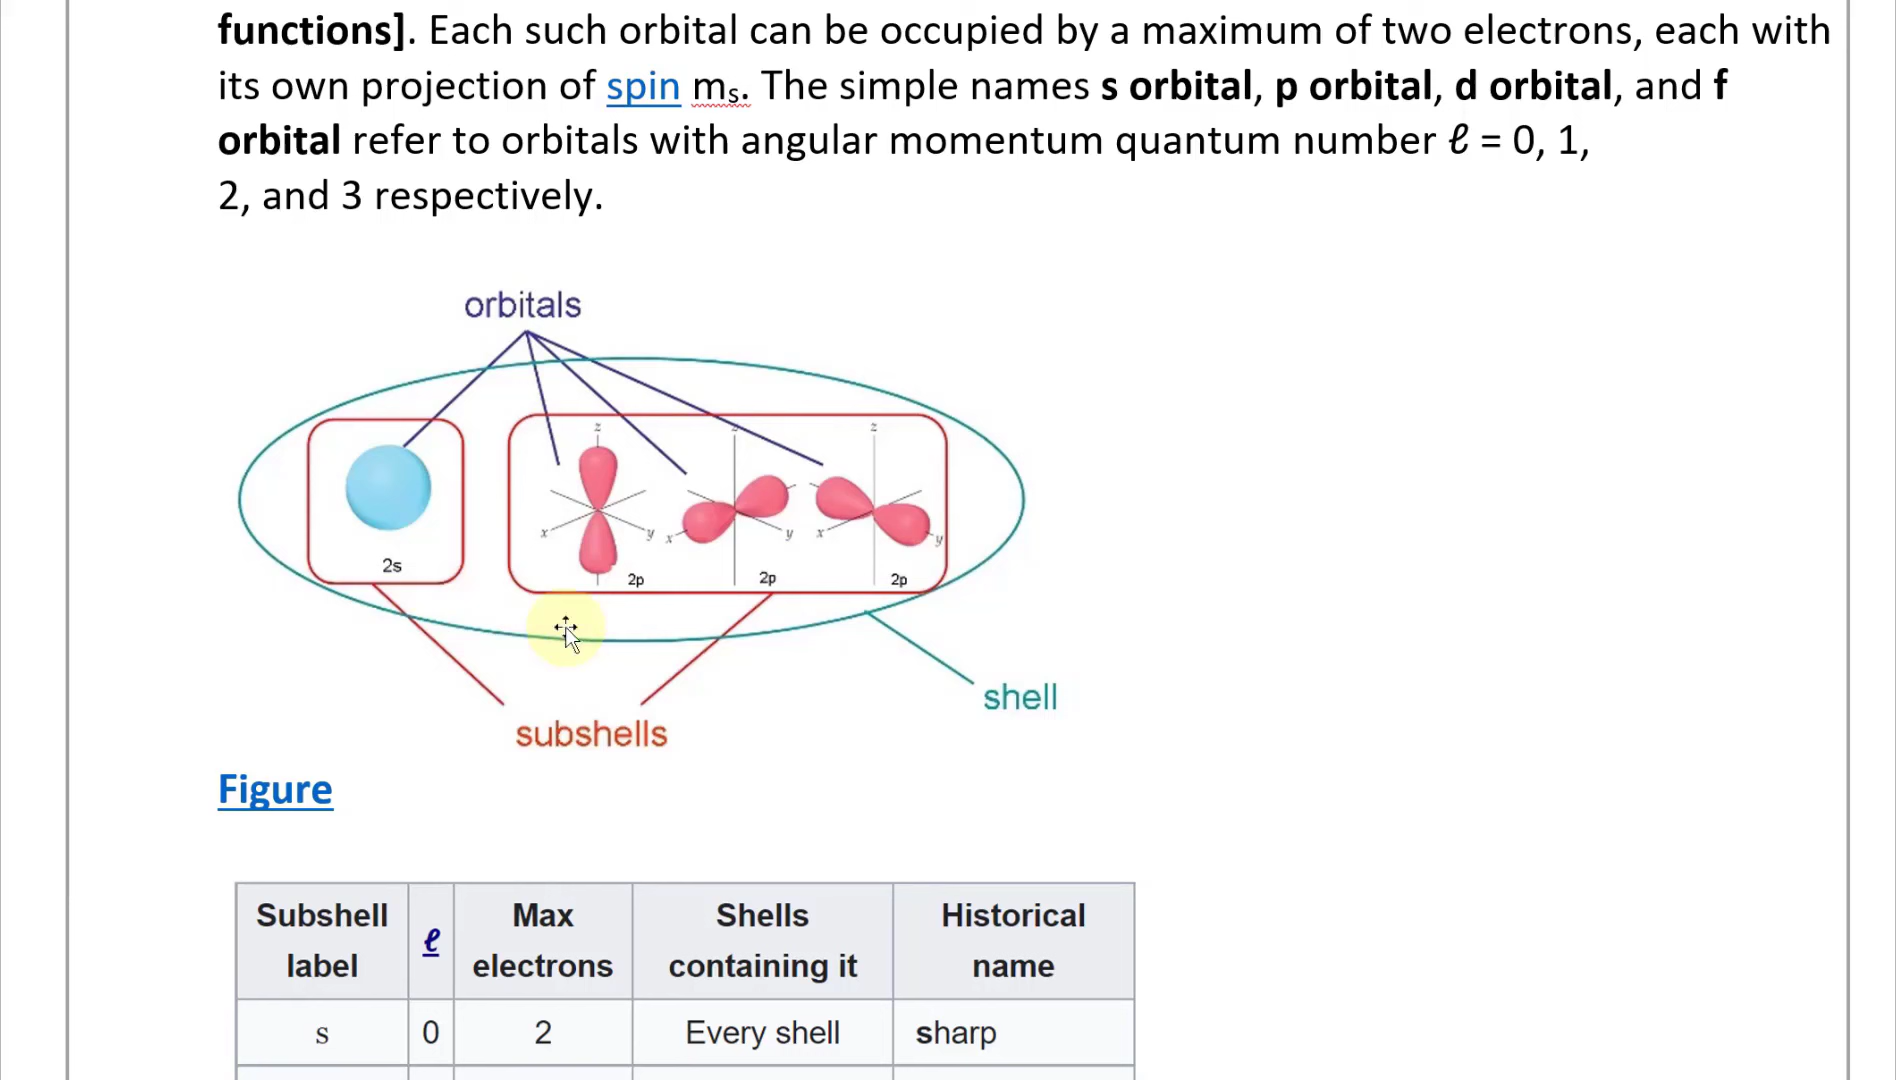 functions]. Each such orbital can be occupied by a maximum of two electrons, each with
its own projection of spin ms. The simple names s orbital, p orbital, d orbital, and f
orbital refer to orbitals with angular momentum quantum number ℓ = 0, 1,
2, and 3 respectively.
orbitals
z z z
x y x y x y
2s 2p 2p 2p
shell
subshells
Figure
Subshell label ℓ Max electrons Shells containing it Historical name
s 0 2 Every shell sharp